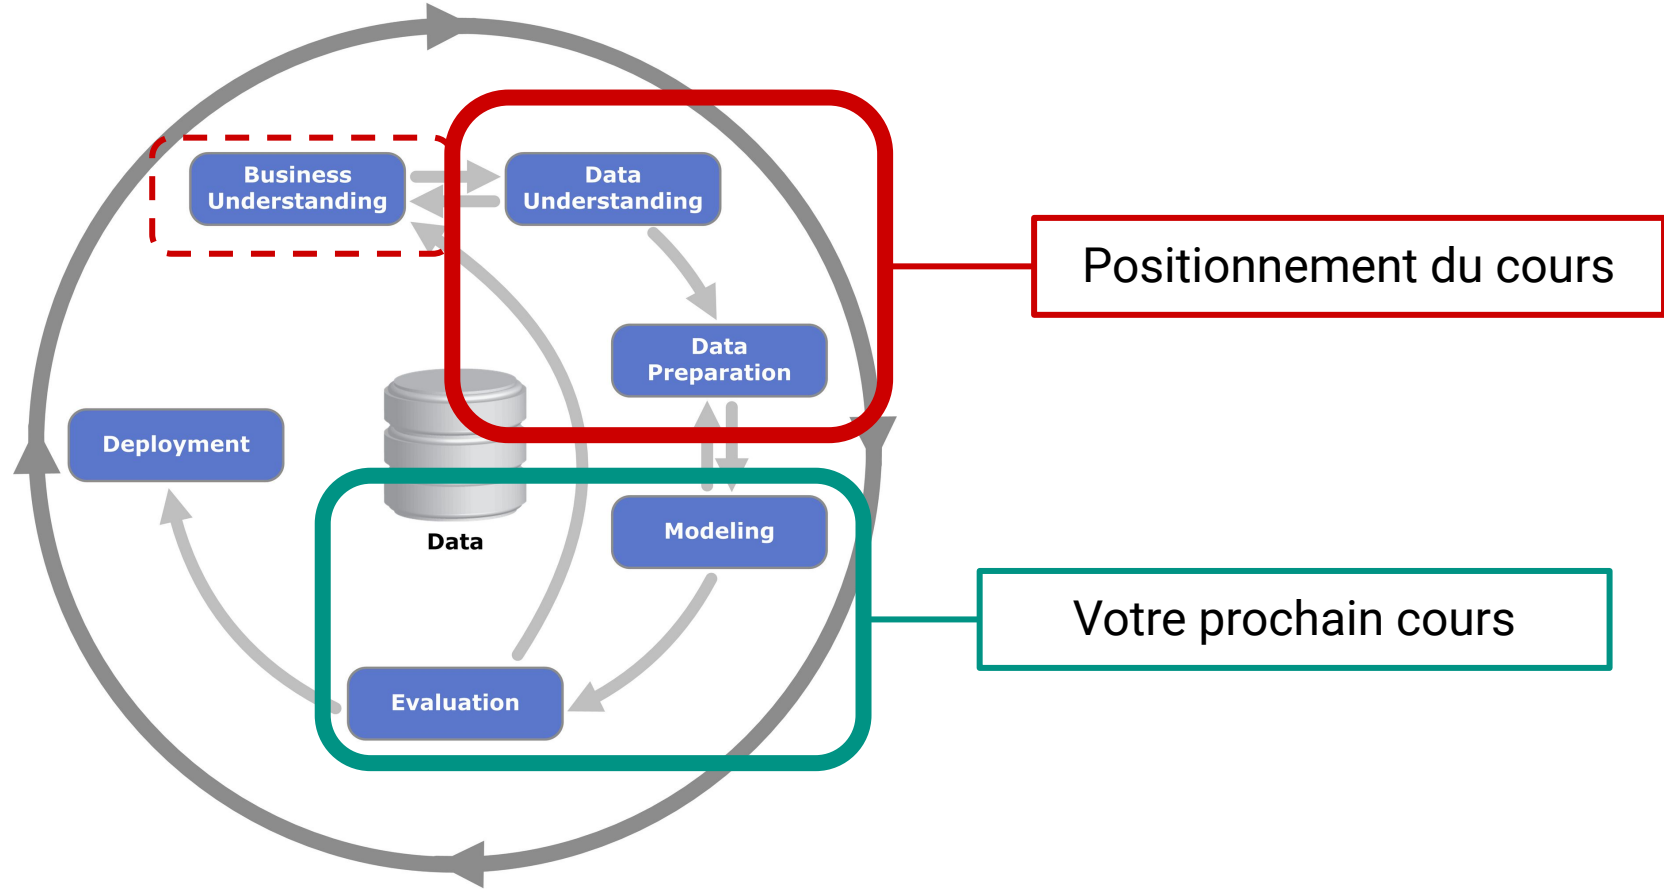 Business
Understanding
Data
Understanding
Positionnement du cours
Data
Preparation
Deployment
Data
Modeling
Votre prochain cours
Evaluation